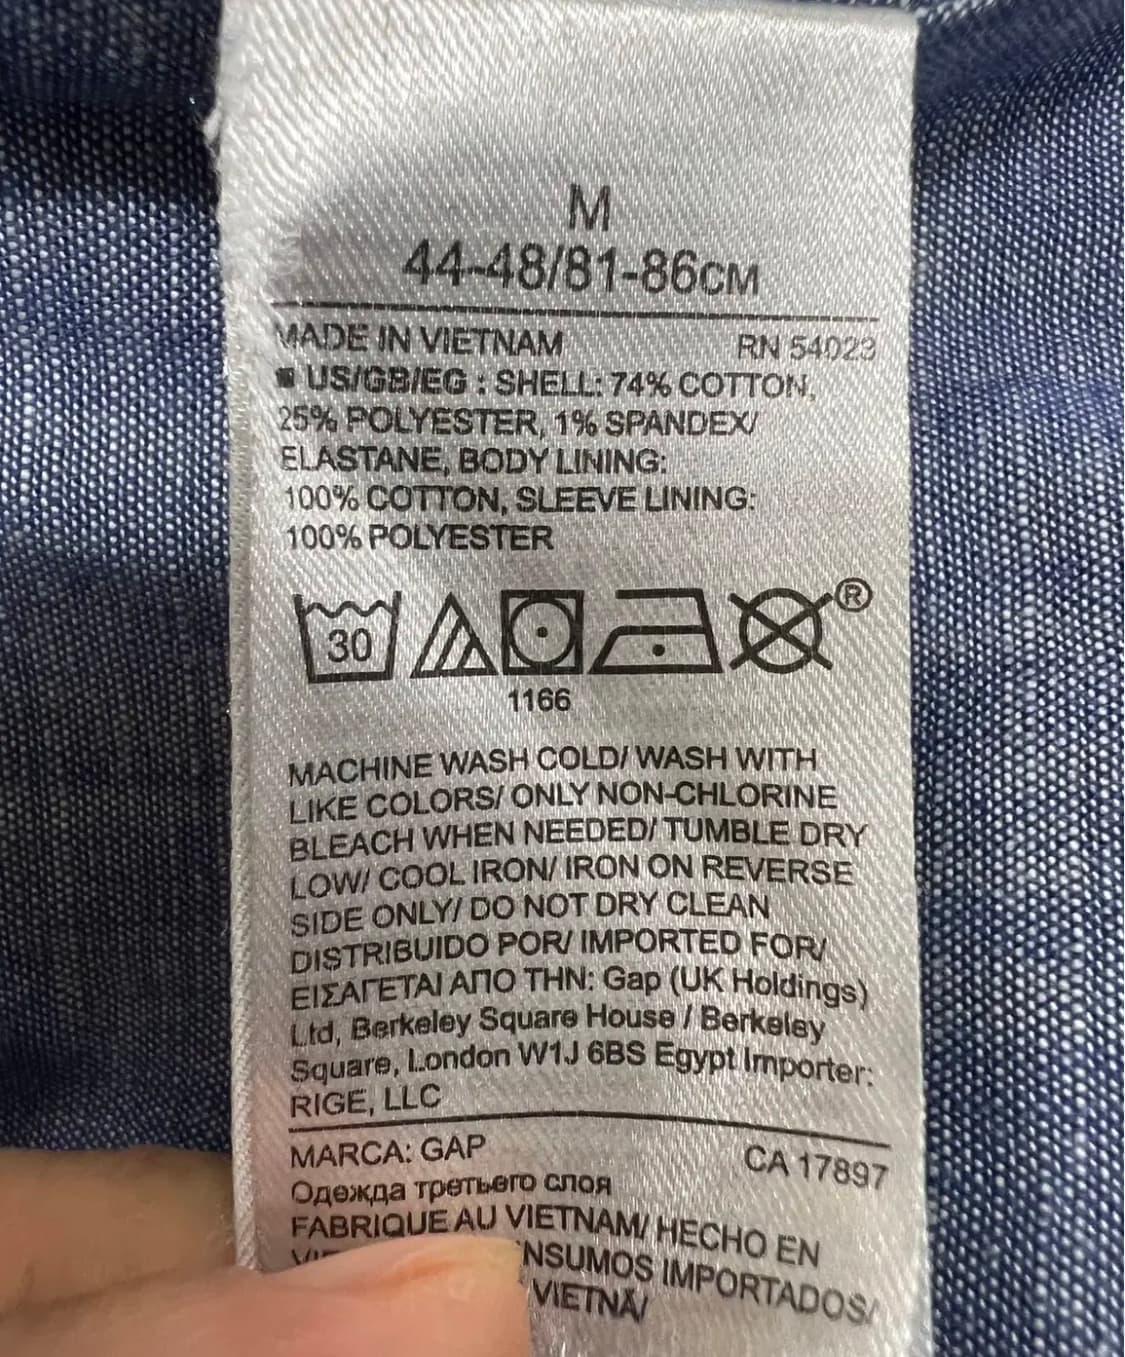 M
44-48/81-86CM
MADE IN VIETNAM RN 54023
US/GB/EG : SHELL: 74% COTTON,
25% POLYESTER, 1% SPANDEX/
ELASTANE, BODY LINING:
100% COTTON, SLEEVE LINING:
100% POLYESTER
30 ®
1166
MACHINE WASH COLD/ WASH WITH
LIKE COLORS/ ONLY NON-CHLORINE
BLEACH WHEN NEEDED/ TUMBLE DRY
LOW/ COOL IRON/ IRON ON REVERSE
SIDE ONLY/ DO NOT DRY CLEAN
DISTRIBUIDO POR/ IMPORTED FOR/
ΕΙΣΑΓΕΤΑΙ ΑΠΟ ΤΗΝ: Gap (UK Holdings)
Ltd, Berkeley Square House / Berkeley
Square, London W1J 6BS Egypt Importer:
RIGE, LLC
MARCA: GAP CA 17897
Одежда третьего слоя
FABRIQUE AU VIETNAM/ HECHO EN
IMPORTADOS/
VIETNÃ/